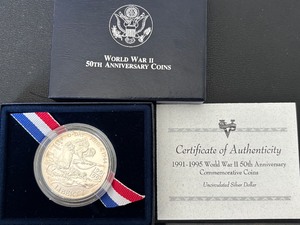 WORLD WAR II
50TH ANNIVERSARY COINS
Certificate of Authenticity
1991-1995 World War II 50th Anniversary
Commemorative Coins
Uncirculated Silver Dollar